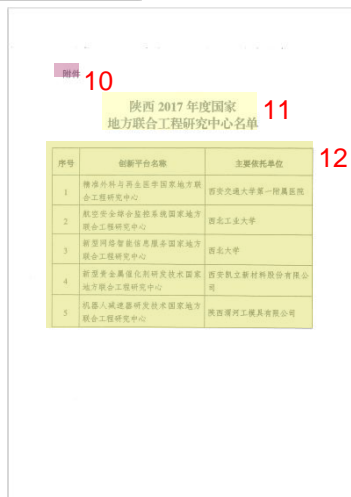 附件
10
陕西 2017 年度国家
11
地方联合工程研究中心名单
12
序号 创新平台名称 主要依托单位
1 精准外科与再生医学国家地方联合工程研究中心 西安交通大学第一附属医院
2 航空安全综合监控系统国家地方联合工程研究中心 西北工业大学
3 新型网络智能信息服务国家地方联合工程研究中心 西北大学
4 新型贵金属催化剂研发技术国家地方联合工程研究中心 西安凯立新材料股份有限公司
5 机器人减速器研发技术国家地方联合工程研究中心 陕西渭河工模具有限公司